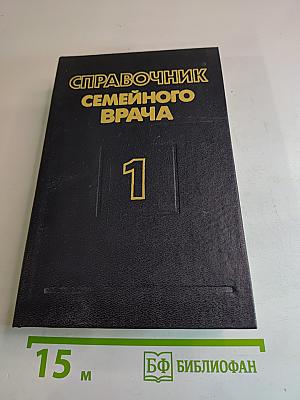 СПРАВОЧНИК
СЕМЕЙНОГО
ВРАЧА
1
15 м
БФ БИБЛИОФАН